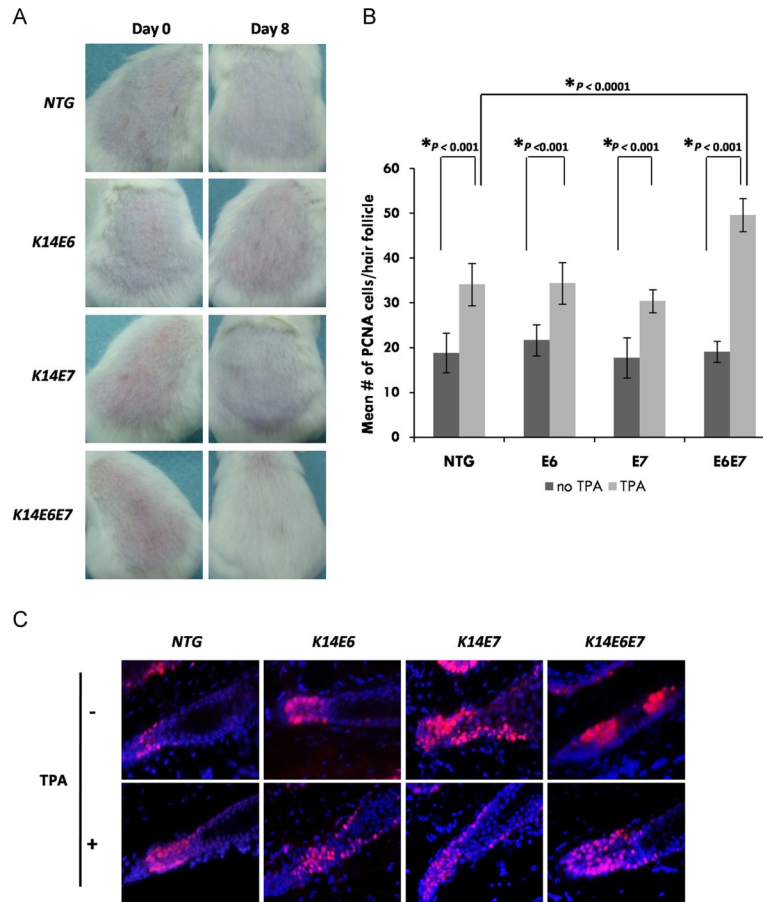 A
Day 0 Day 8
NTG
K14E6
K14E7
K14E6E7
B
*P < 0.0001
*P < 0.001 *P <0.001 *P < 0.001 *P < 0.001
Mean # of PCNA cells/hair follicle
60
50
40
30
20
10
0
NTG E6 E7 E6E7
no TPA TPA
C
NTG K14E6 K14E7 K14E6E7
TPA
-
+